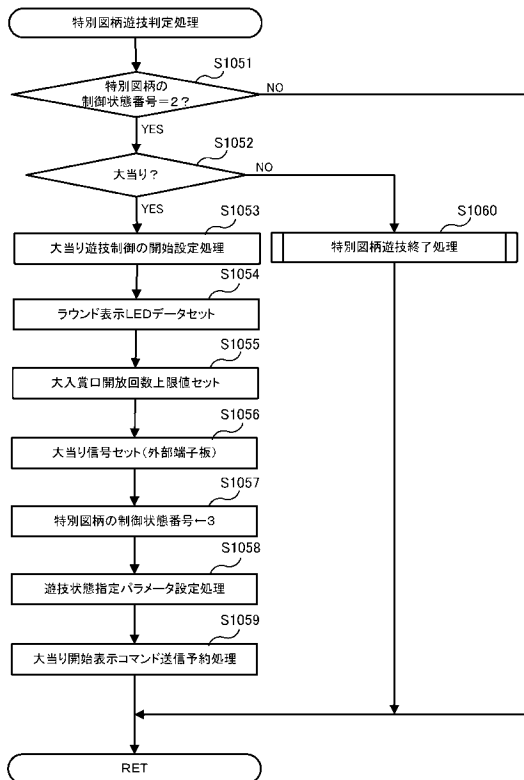 特別図柄遊技判定処理
S1051
特別図柄の
制御状態番号=2?
NO
YES
S1052
大当り?
NO
YES
S1053
大当り遊技制御の開始設定処理
S1060
特別図柄遊技終了処理
S1054
ラウンド表示LEDデータセット
S1055
大入賞口開放回数上限値セット
S1056
大当り信号セット(外部端子板)
S1057
特別図柄の制御状態番号←3
S1058
遊技状態指定パラメータ設定処理
S1059
大当り開始表示コマンド送信予約処理
RET